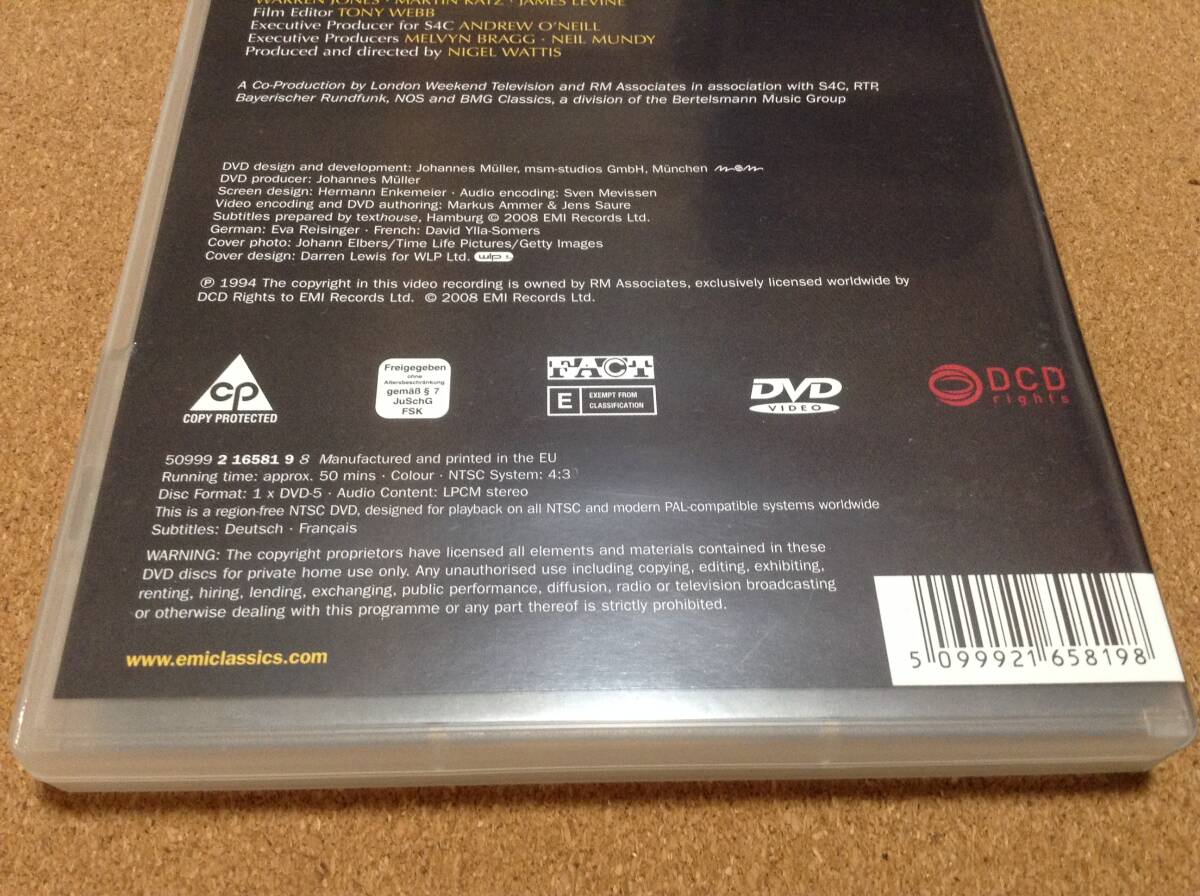 WARREN JONES · MARTIN KATZ · JAMES LEVINE
Film Editor TONY WEBB
Executive Producer for S4C ANDREW O'NEILL
Executive Producers MELVYN BRAGG · NEIL MUNDY
Produced and directed by NIGEL WATTIS
A Co-Production by London Weekend Television and RM Associates in association with S4C, RTP,
Bayerischer Rundfunk, NOS and BMG Classics, a division of the Bertelsmann Music Group
DVD design and development: Johannes Müller, msm-studios GmbH, München msm
DVD producer: Johannes Müller
Screen design: Hermann Enkemeier · Audio encoding: Sven Mevissen
Video encoding and DVD authoring: Markus Ammer & Jens Saure
Subtitles prepared by texthouse, Hamburg © 2008 EMI Records Ltd.
German: Eva Reisinger · French: David Ylla-Somers
Cover photo: Johann Elbers/Time Life Pictures/Getty Images
Cover design: Darren Lewis for WLP Ltd. wlp
℗ 1994 The copyright in this video recording is owned by RM Associates, exclusively licensed worldwide by
DCD Rights to EMI Records Ltd. © 2008 EMI Records Ltd.
cp
COPY PROTECTED
Freigegeben
ohne
Altersbeschränkung
gemäß § 7
JuSchG
FSK
FACT
E EXEMPT FROM
CLASSIFICATION
DVD
VIDEO
DCD
rights
50999 2 16581 9 8 Manufactured and printed in the EU
Running time: approx. 50 mins · Colour · NTSC System: 4:3
Disc Format: 1 x DVD-5 · Audio Content: LPCM stereo
This is a region-free NTSC DVD, designed for playback on all NTSC and modern PAL-compatible systems worldwide
Subtitles: Deutsch · Français
WARNING: The copyright proprietors have licensed all elements and materials contained in these
DVD discs for private home use only. Any unauthorised use including copying, editing, exhibiting,
renting, hiring, lending, exchanging, public performance, diffusion, radio or television broadcasting
or otherwise dealing with this programme or any part thereof is strictly prohibited.
www.emiclassics.com
5 099921 658198